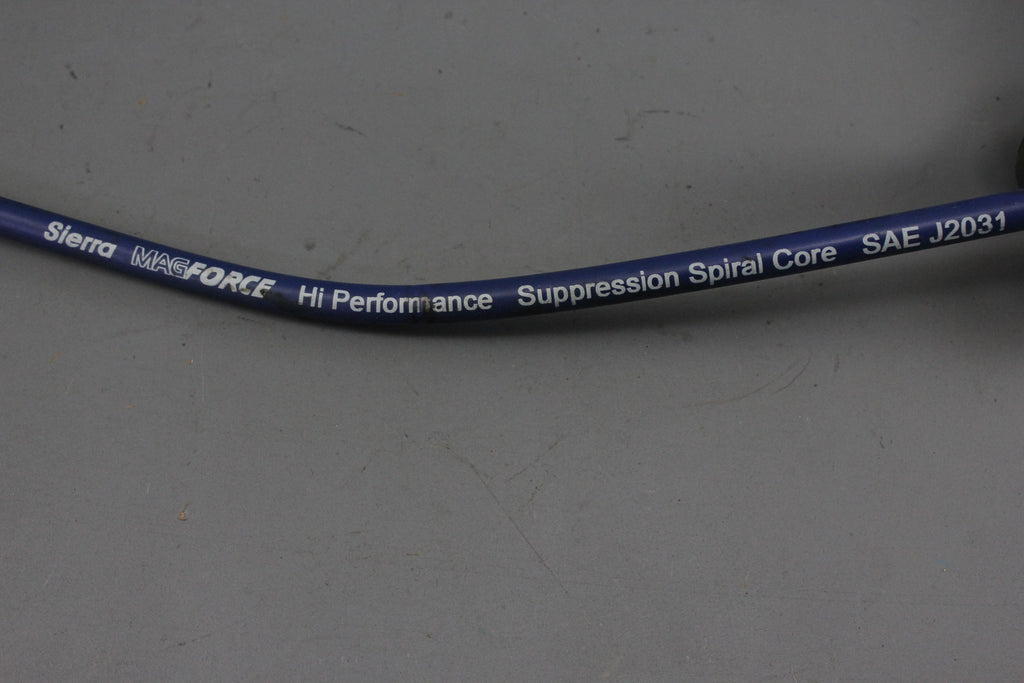 Sierra MAGFORCE Hi Performance Suppression Spiral Core SAE J2031